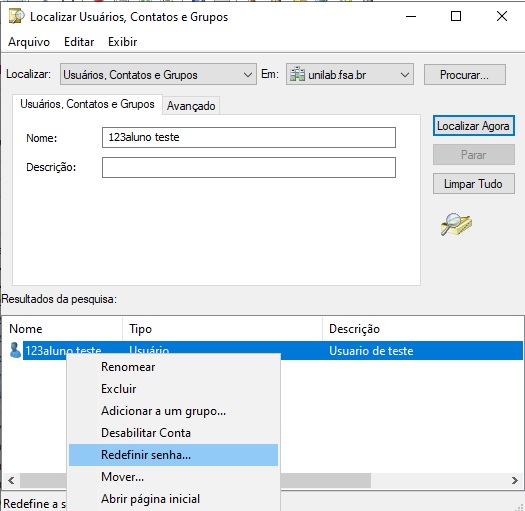 Localizar Usuários, Contatos e Grupos
Arquivo Editar Exibir
Localizar: Usuários, Contatos e Grupos Em: unilab.fsa.br Procurar...
Usuários, Contatos e Grupos Avançado
Nome: 123aluno teste
Descrição:
Localizar Agora
Parar
Limpar Tudo
Resultados da pesquisa:
Nome Tipo Descrição
123aluno teste Usuário Usuario de teste
Renomear
Excluir
Adicionar a um grupo...
Desabilitar Conta
Redefinir senha...
Mover...
Abrir página inicial
Redefine a s